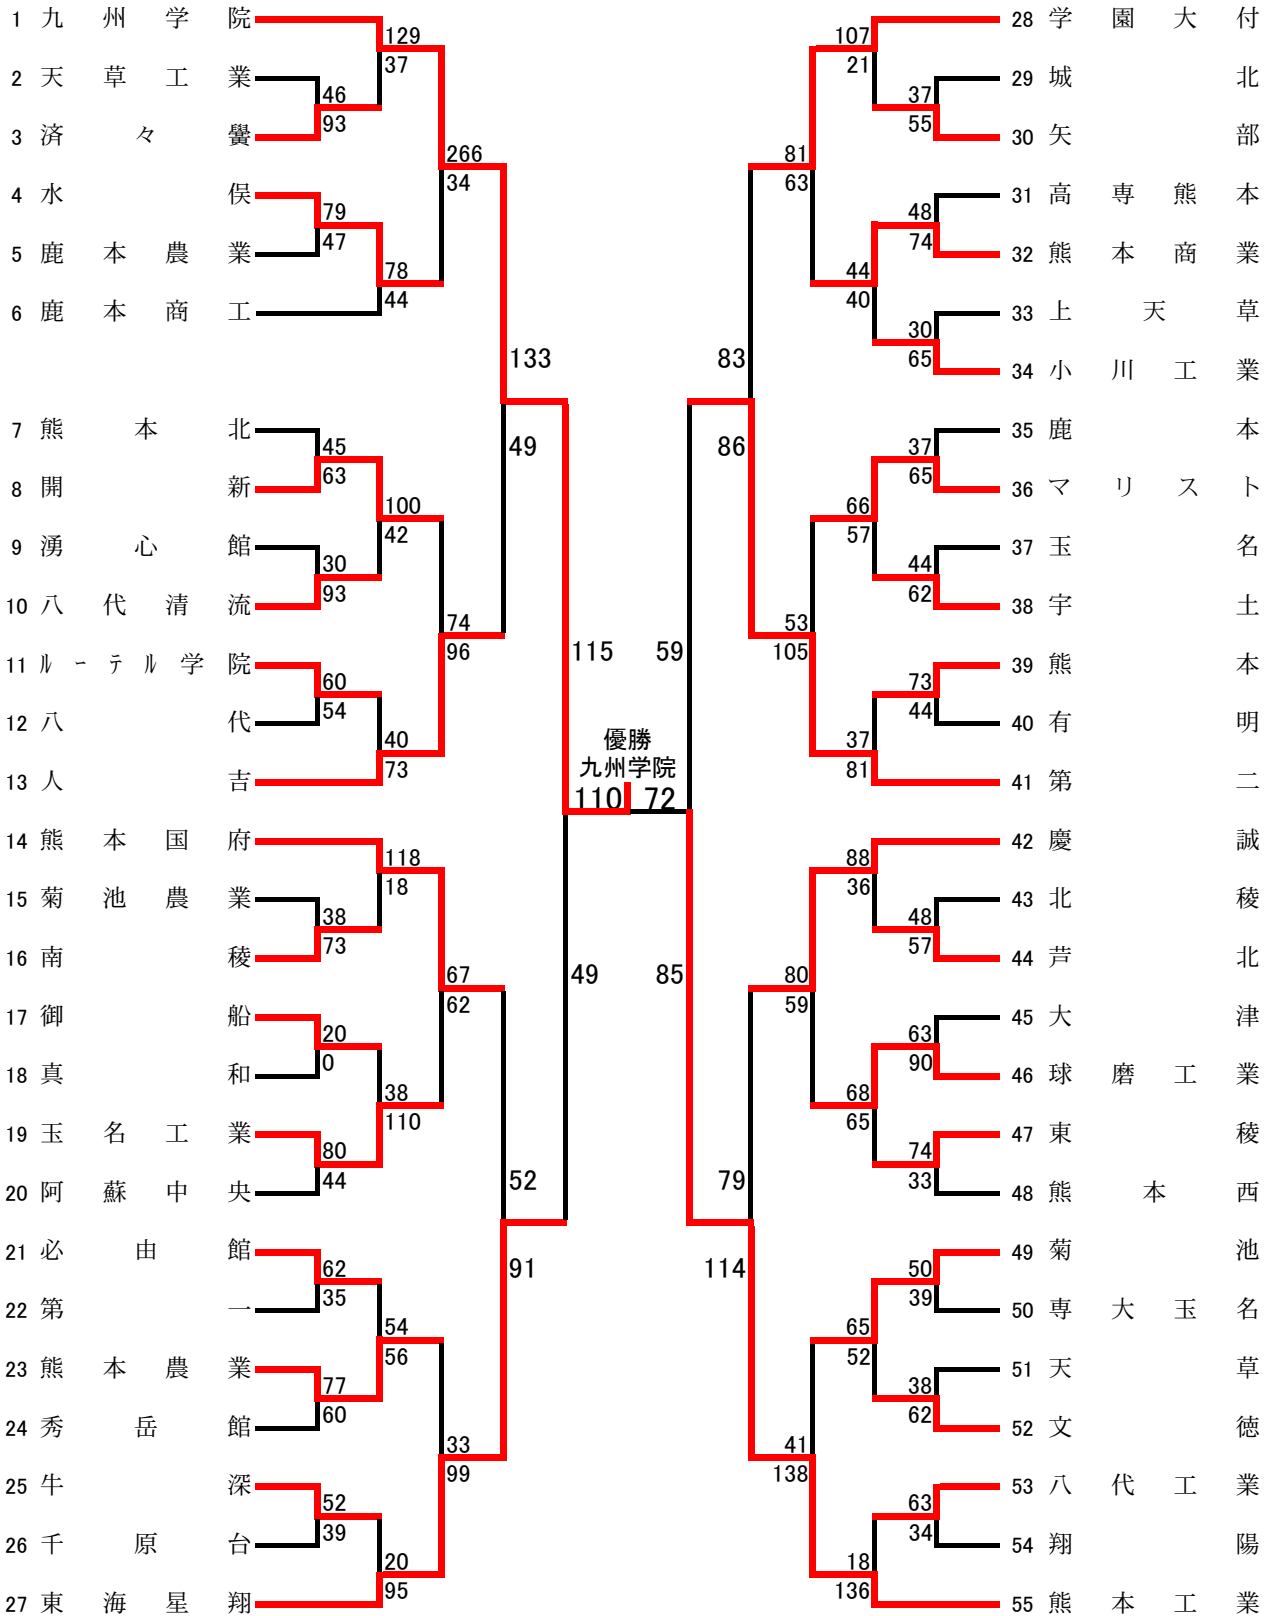 1 九州学院
129
37
2 天草工業
46
93
3 済々黌
266
34
4 水俣
79
47
5 鹿本農業
78
44
6 鹿本商工
133
49
7 熊本北
45
63
8 開新
100
42
9 湧心館
30
93
10 八代清流
74
96
11 ルーテル学院
60
54
12 八代
40
73
13 人吉
115
49
14 熊本国府
118
18
15 菊池農業
38
73
16 南稜
67
62
17 御船
20
0
18 真和
38
110
19 玉名工業
80
44
20 阿蘇中央
52
91
21 必由館
62
35
22 第一
54
56
23 熊本農業
77
60
24 秀岳館
33
99
25 牛深
52
39
26 千原台
20
95
27 東海星翔
優勝
九州学院
110 72
28 学園大付
107
21
29 城北
37
55
30 矢部
81
63
31 高専熊本
48
74
32 熊本商業
44
40
33 上天草
30
65
34 小川工業
83
86
35 鹿本
37
65
36 マリスト
66
57
37 玉名
44
62
38 宇土
53
105
39 熊本
73
44
40 有明
37
81
41 第二
59
85
42 慶誠
88
36
43 北稜
48
57
44 芦北
80
59
45 大津
63
90
46 球磨工業
68
65
47 東稜
74
33
48 熊本西
79
114
49 菊池
50
39
50 専大玉名
65
52
51 天草
38
62
52 文徳
41
138
53 八代工業
63
34
54 翔陽
18
136
55 熊本工業